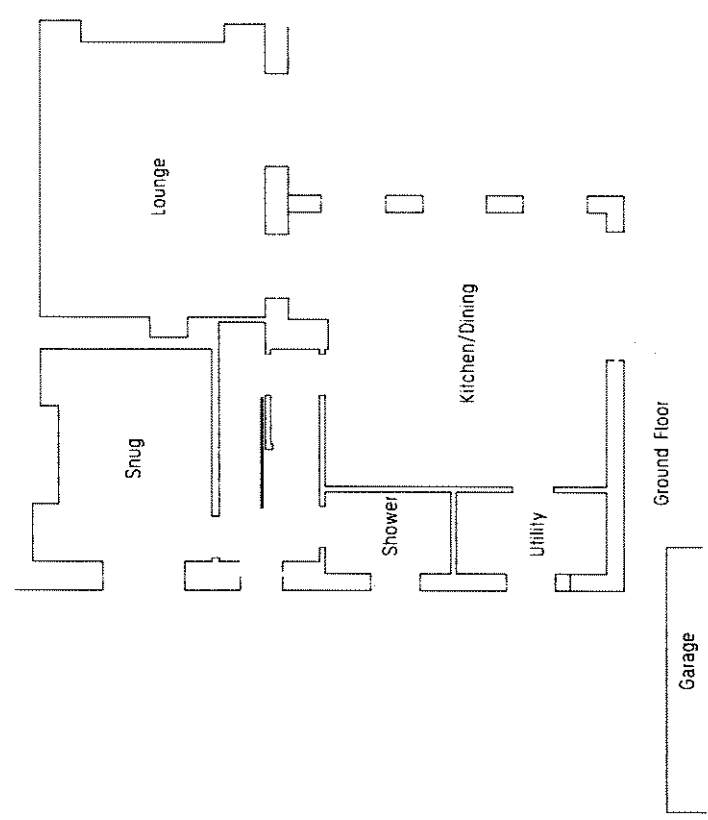 Lounge
Snug
Kitchen/Dining
Shower
Utility
Ground Floor
Garage